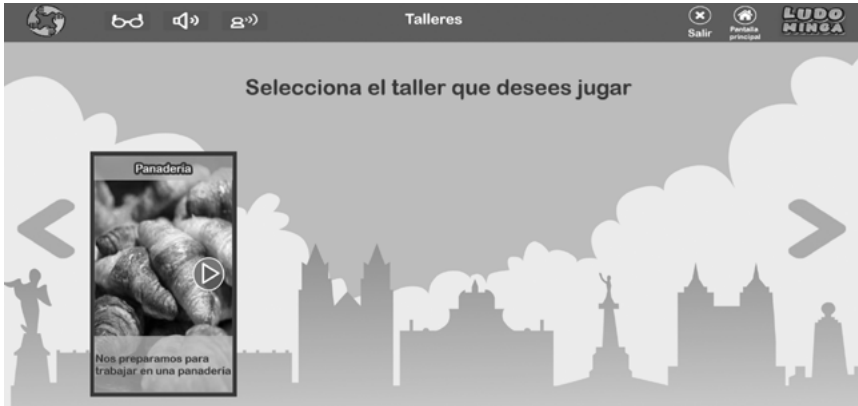 Talleres
Salir
Pantalla
principal
LUDO
MINGA
Selecciona el taller que desees jugar
Panadería
Nos preparamos para
trabajar en una panadería